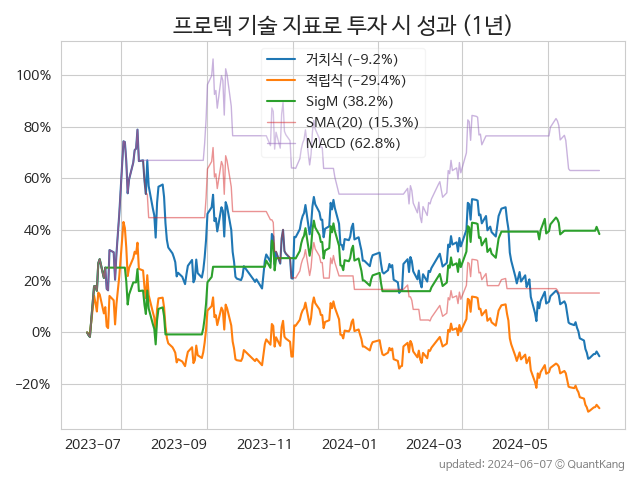 프로텍 기술 지표로 투자 시 성과 (1년)
거치식 (-9.2%)
적립식 (-29.4%)
SigM (38.2%)
SMA(20) (15.3%)
MACD (62.8%)
100%
80%
60%
40%
20%
0%
-20%
2023-07 2023-09 2023-11 2024-01 2024-03 2024-05
updated: 2024-06-07 © QuantKang